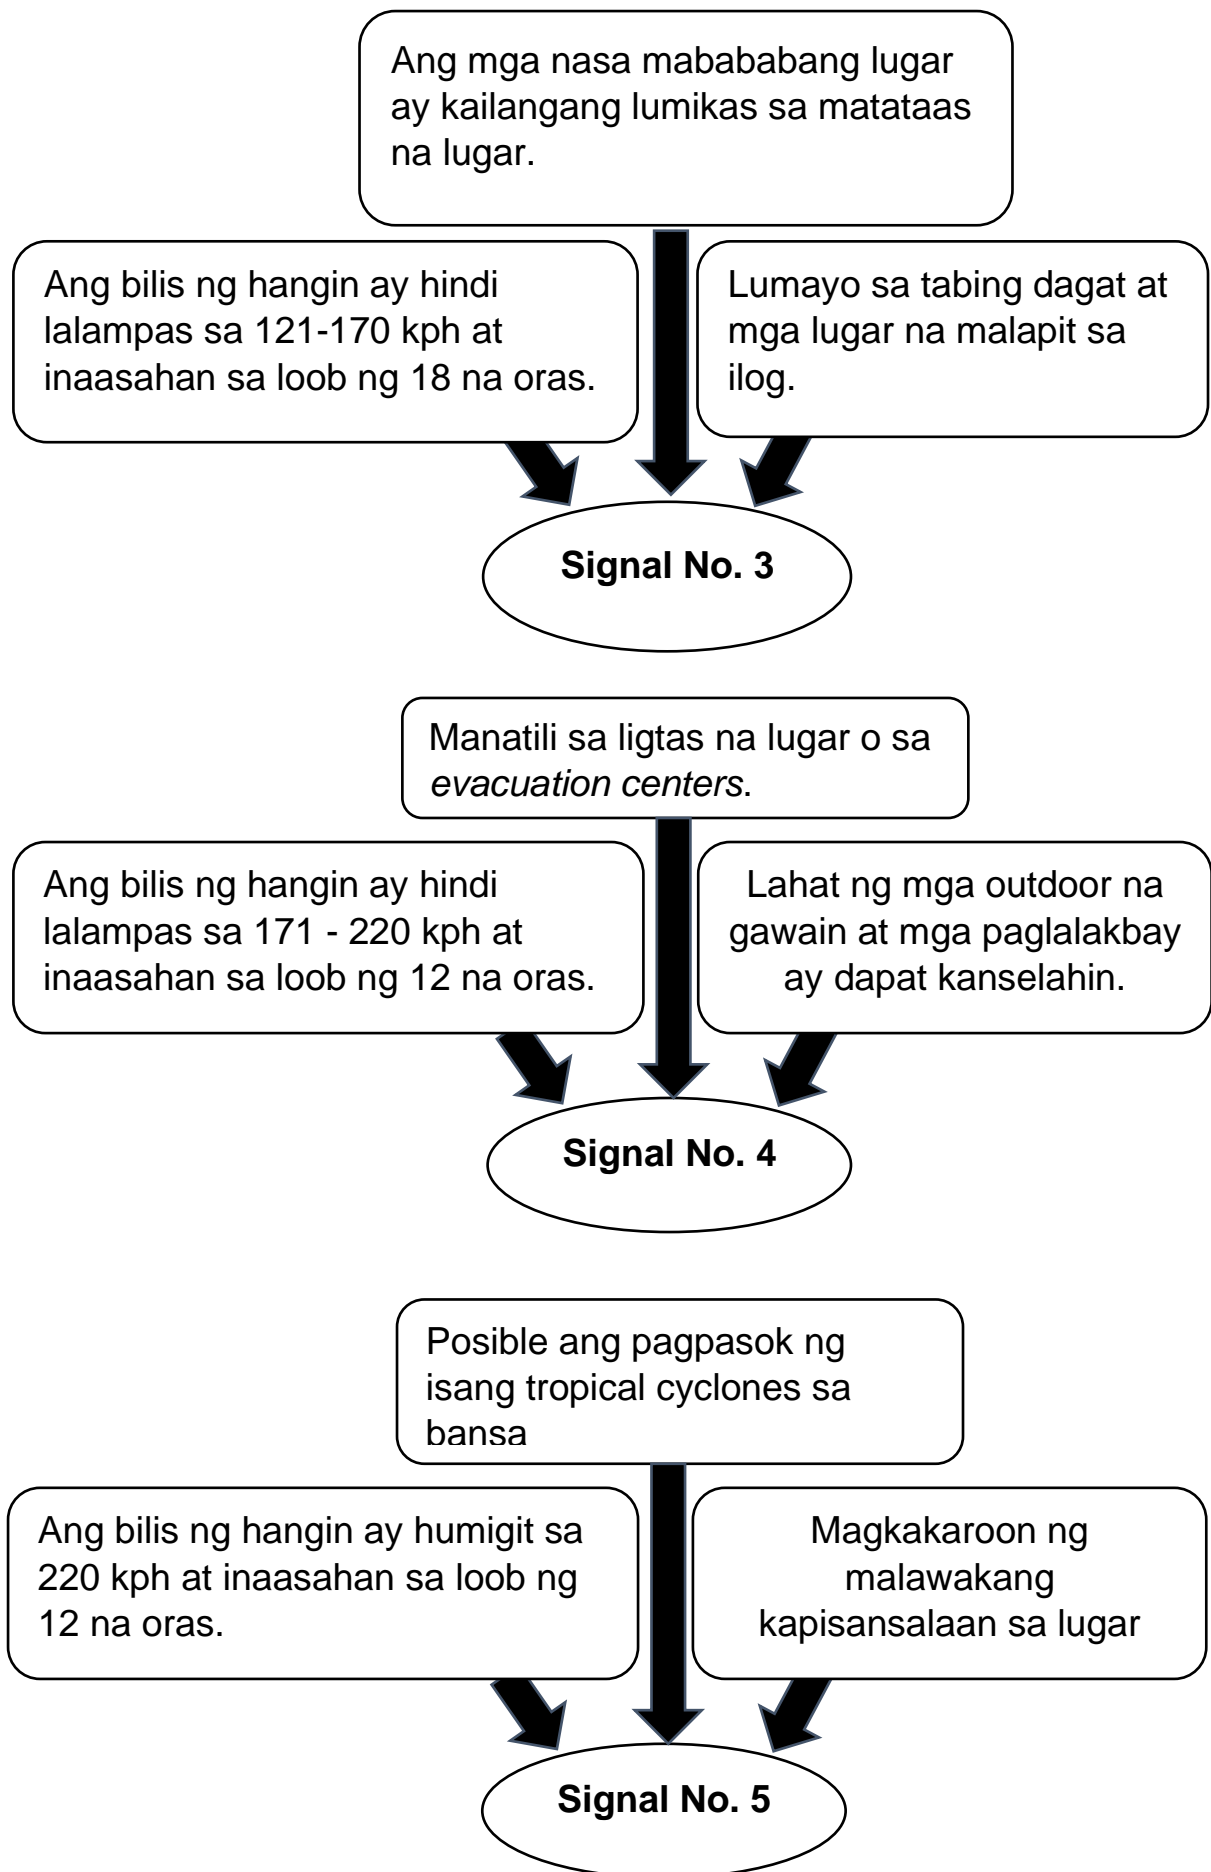 Ang mga nasa mabababang lugar
ay kailangang lumikas sa matataas
na lugar.
Ang bilis ng hangin ay hindi
lalampas sa 121-170 kph at
inaasahan sa loob ng 18 na oras.
Lumayo sa tabing dagat at
mga lugar na malapit sa
ilog.
Signal No. 3
Manatili sa ligtas na lugar o sa
evacuation centers.
Ang bilis ng hangin ay hindi
lalampas sa 171 - 220 kph at
inaasahan sa loob ng 12 na oras.
Lahat ng mga outdoor na
gawain at mga paglalakbay
ay dapat kanselahin.
Signal No. 4
Posible ang pagpasok ng
isang tropical cyclones sa
bansa
Ang bilis ng hangin ay humigit sa
220 kph at inaasahan sa loob ng
12 na oras.
Magkakaroon ng
malawakang
kapisansalaan sa lugar
Signal No. 5